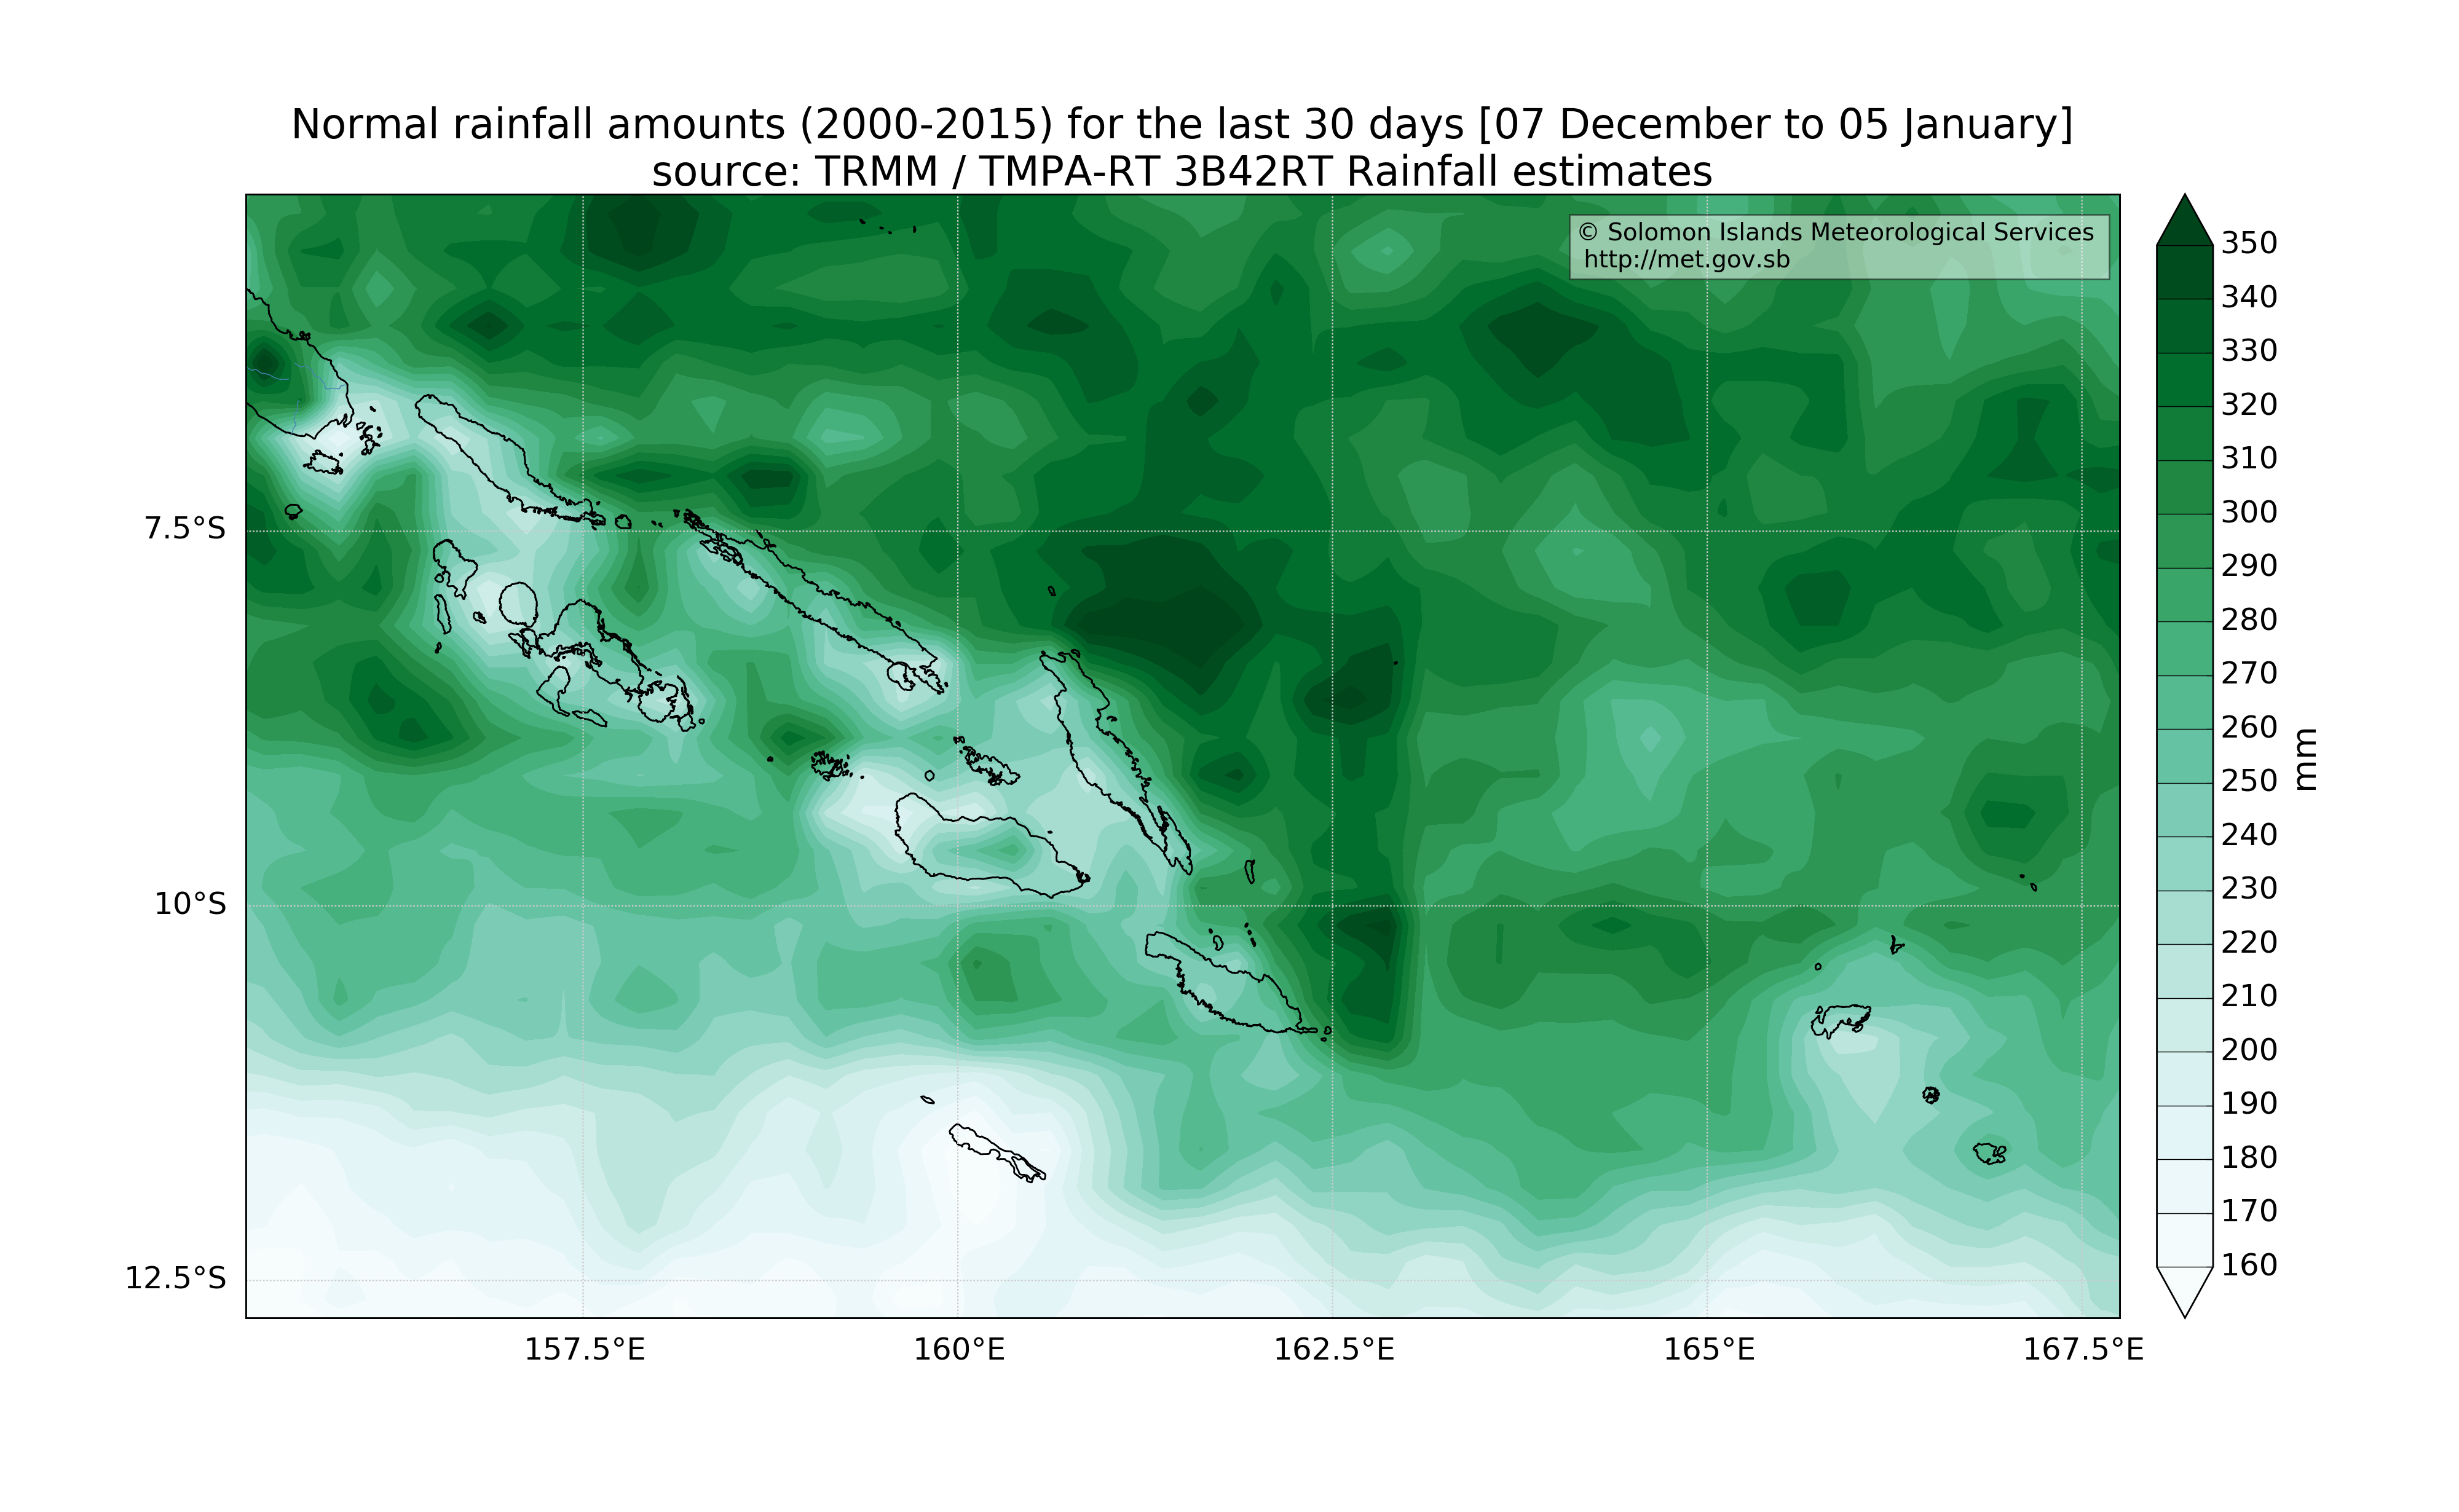 Normal rainfall amounts (2000-2015) for the last 30 days [07 December to 05 January]
source: TRMM / TMPA-RT 3B42RT Rainfall estimates
© Solomon Islands Meteorological Services
http://met.gov.sb
7.5°S
10°S
12.5°S
157.5°E
160°E
162.5°E
165°E
167.5°E
350
340
330
320
310
300
290
280
270
260
250
240
230
220
210
200
190
180
170
160
mm